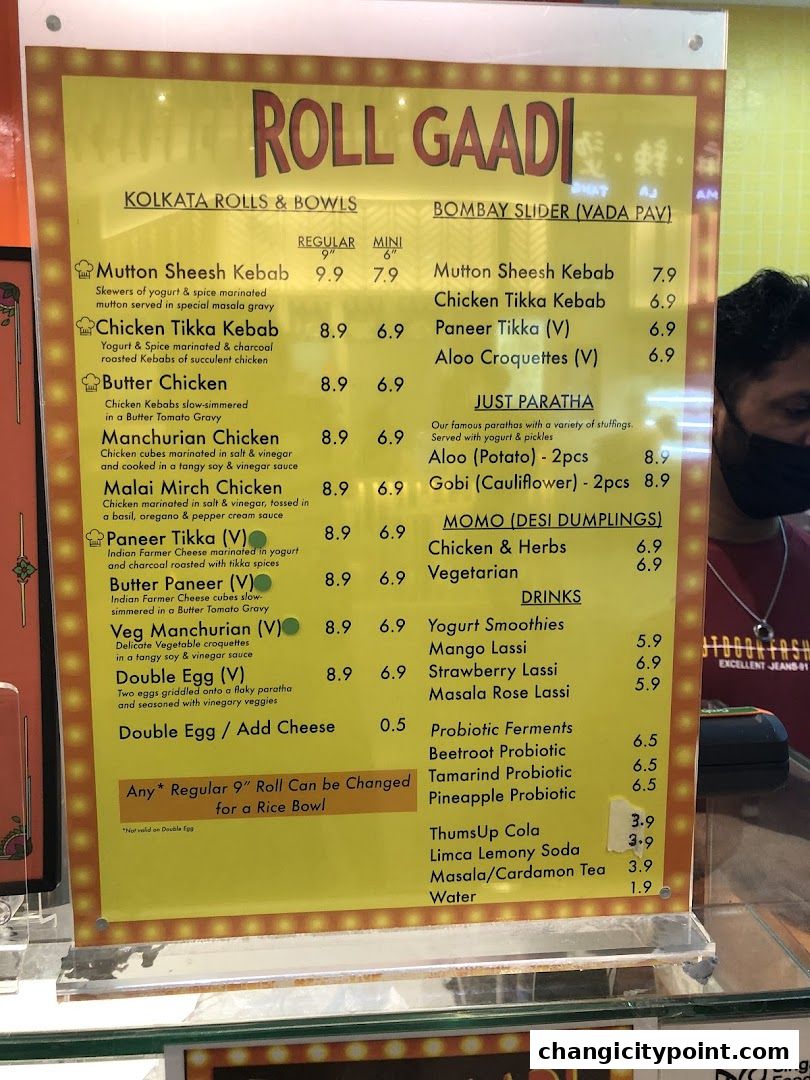 ROLL GAADI
KOLKATA ROLLS & BOWLS
REGULAR MINI
9" 6"
Mutton Sheesh Kebab 9.9 7.9
Skewers of yogurt & spice marinated
mutton served in special masala gravy
Chicken Tikka Kebab 8.9 6.9
Yogurt & Spice marinated & charcoal
roasted Kebabs of succulent chicken
Butter Chicken 8.9 6.9
Chicken Kebabs slow-simmered
in a Butter Tomato Gravy
Manchurian Chicken 8.9 6.9
Chicken cubes marinated in salt & vinegar
and cooked in a tangy soy & vinegar sauce
Malai Mirch Chicken 8.9 6.9
Chicken marinated in salt & vinegar, tossed in
a basil, oregano & pepper cream sauce
Paneer Tikka (V) 8.9 6.9
Indian Farmer Cheese marinated in yogurt
and charcoal roasted with tikka spices
Butter Paneer (V) 8.9 6.9
Indian Farmer Cheese cubes slow-
simmered in a Butter Tomato Gravy
Veg Manchurian (V) 8.9 6.9
Delicate Vegetable croquettes
in a tangy soy & vinegar sauce
Double Egg (V) 8.9 6.9
Two eggs griddled onto a flaky paratha
and seasoned with vinegary veggies
Double Egg / Add Cheese 0.5
Any* Regular 9" Roll Can be Changed
for a Rice Bowl
*Not valid on Double Egg
BOMBAY SLIDER (VADA PAV)
Mutton Sheesh Kebab 7.9
Chicken Tikka Kebab 6.9
Paneer Tikka (V) 6.9
Aloo Croquettes (V) 6.9
JUST PARATHA
Our famous parathas with a variety of stuffings.
Served with yogurt & pickles
Aloo (Potato) - 2pcs 8.9
Gobi (Cauliflower) - 2pcs 8.9
MOMO (DESI DUMPLINGS)
Chicken & Herbs 6.9
Vegetarian 6.9
DRINKS
Yogurt Smoothies
Mango Lassi 5.9
Strawberry Lassi 6.9
Masala Rose Lassi 5.9
Probiotic Ferments
Beetroot Probiotic 6.5
Tamarind Probiotic 6.5
Pineapple Probiotic 6.5
ThumsUp Cola 3.9
Limca Lemony Soda 3.9
Masala/Cardamon Tea 3.9
Water 1.9
EXCELLENT-JEANS-91
changicitypoint.com